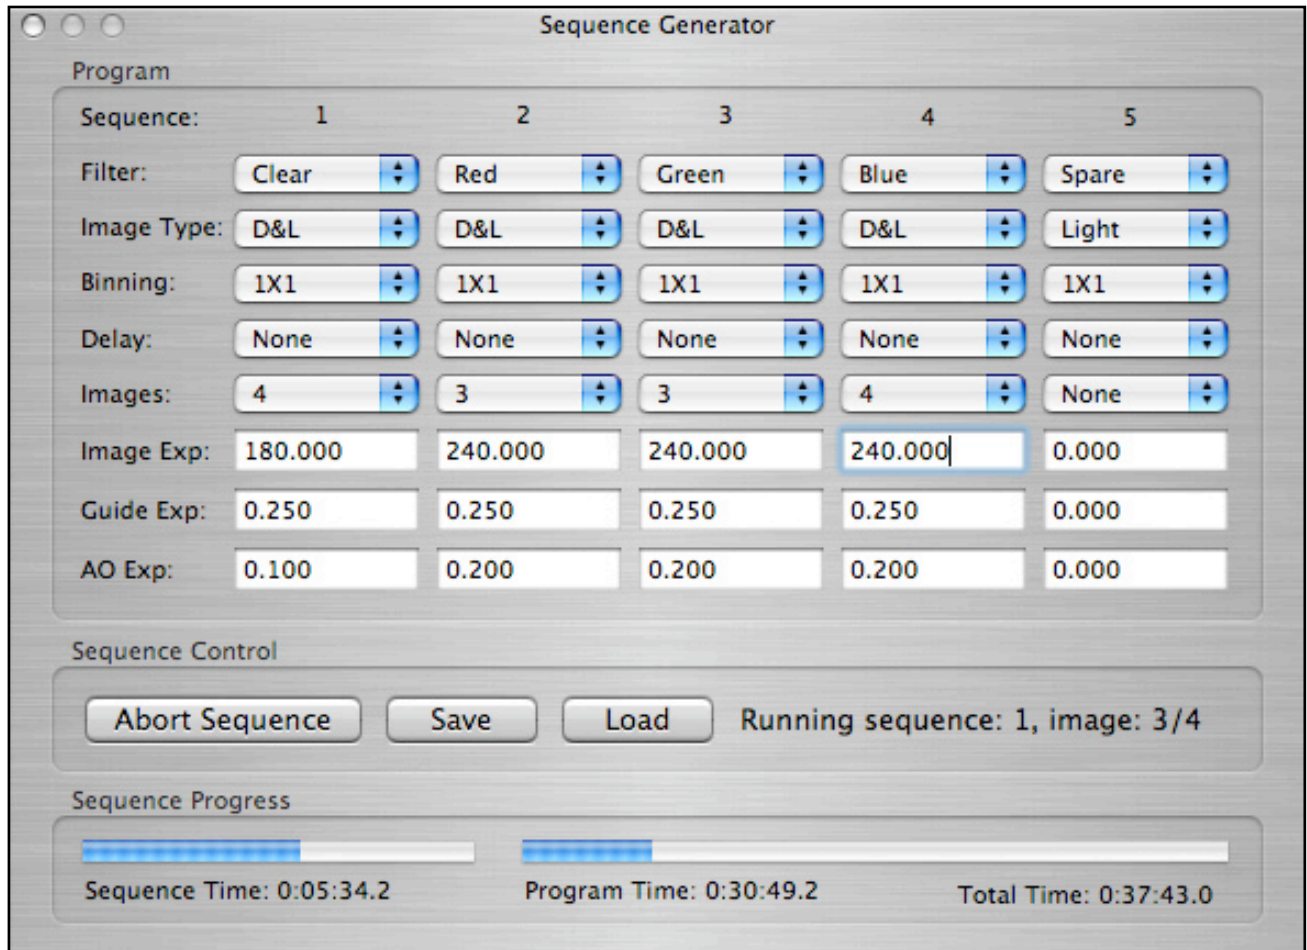 Sequence Generator
Program
Sequence: 1 2 3 4 5
Filter: Clear Red Green Blue Spare
Image Type: D&L D&L D&L D&L Light
Binning: 1X1 1X1 1X1 1X1 1X1
Delay: None None None None None
Images: 4 3 3 4 None
Image Exp: 180.000 240.000 240.000 240.000 0.000
Guide Exp: 0.250 0.250 0.250 0.250 0.000
AO Exp: 0.100 0.200 0.200 0.200 0.000
Sequence Control
Abort Sequence Save Load Running sequence: 1, image: 3/4
Sequence Progress
Sequence Time: 0:05:34.2 Program Time: 0:30:49.2 Total Time: 0:37:43.0